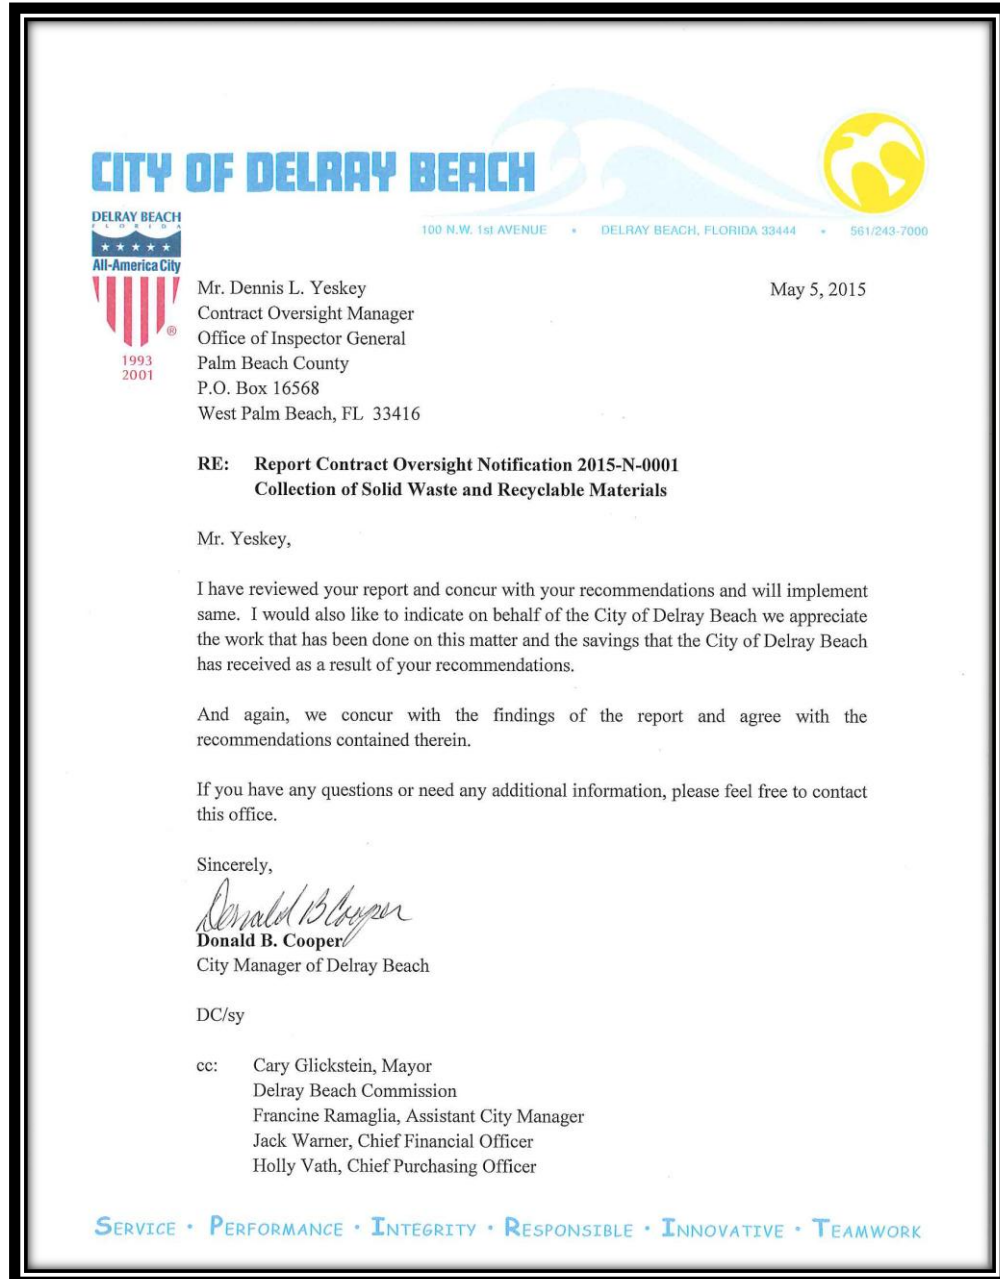 CITY OF DELRAY BEACH
DELRAY BEACH
FLORIDA
All-America City
®
1993
2001
100 N.W. 1st AVENUE • DELRAY BEACH, FLORIDA 33444 • 561/243-7000
Mr. Dennis L. Yeskey May 5, 2015
Contract Oversight Manager
Office of Inspector General
Palm Beach County
P.O. Box 16568
West Palm Beach, FL 33416
RE: Report Contract Oversight Notification 2015-N-0001
Collection of Solid Waste and Recyclable Materials
Mr. Yeskey,
I have reviewed your report and concur with your recommendations and will implement
same. I would also like to indicate on behalf of the City of Delray Beach we appreciate
the work that has been done on this matter and the savings that the City of Delray Beach
has received as a result of your recommendations.
And again, we concur with the findings of the report and agree with the
recommendations contained therein.
If you have any questions or need any additional information, please feel free to contact
this office.
Sincerely,
Donald B Cooper
Donald B. Cooper
City Manager of Delray Beach
DC/sy
cc: Cary Glickstein, Mayor
Delray Beach Commission
Francine Ramaglia, Assistant City Manager
Jack Warner, Chief Financial Officer
Holly Vath, Chief Purchasing Officer
SERVICE • PERFORMANCE • INTEGRITY • RESPONSIBLE • INNOVATIVE • TEAMWORK